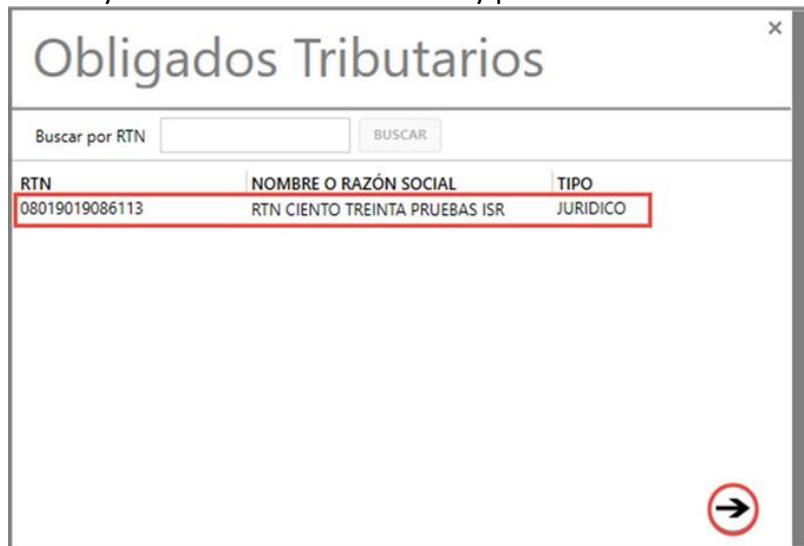 Obligados Tributarios
Buscar por RTN BUSCAR
RTN NOMBRE O RAZÓN SOCIAL TIPO
08019019086113 RTN CIENTO TREINTA PRUEBAS ISR JURIDICO